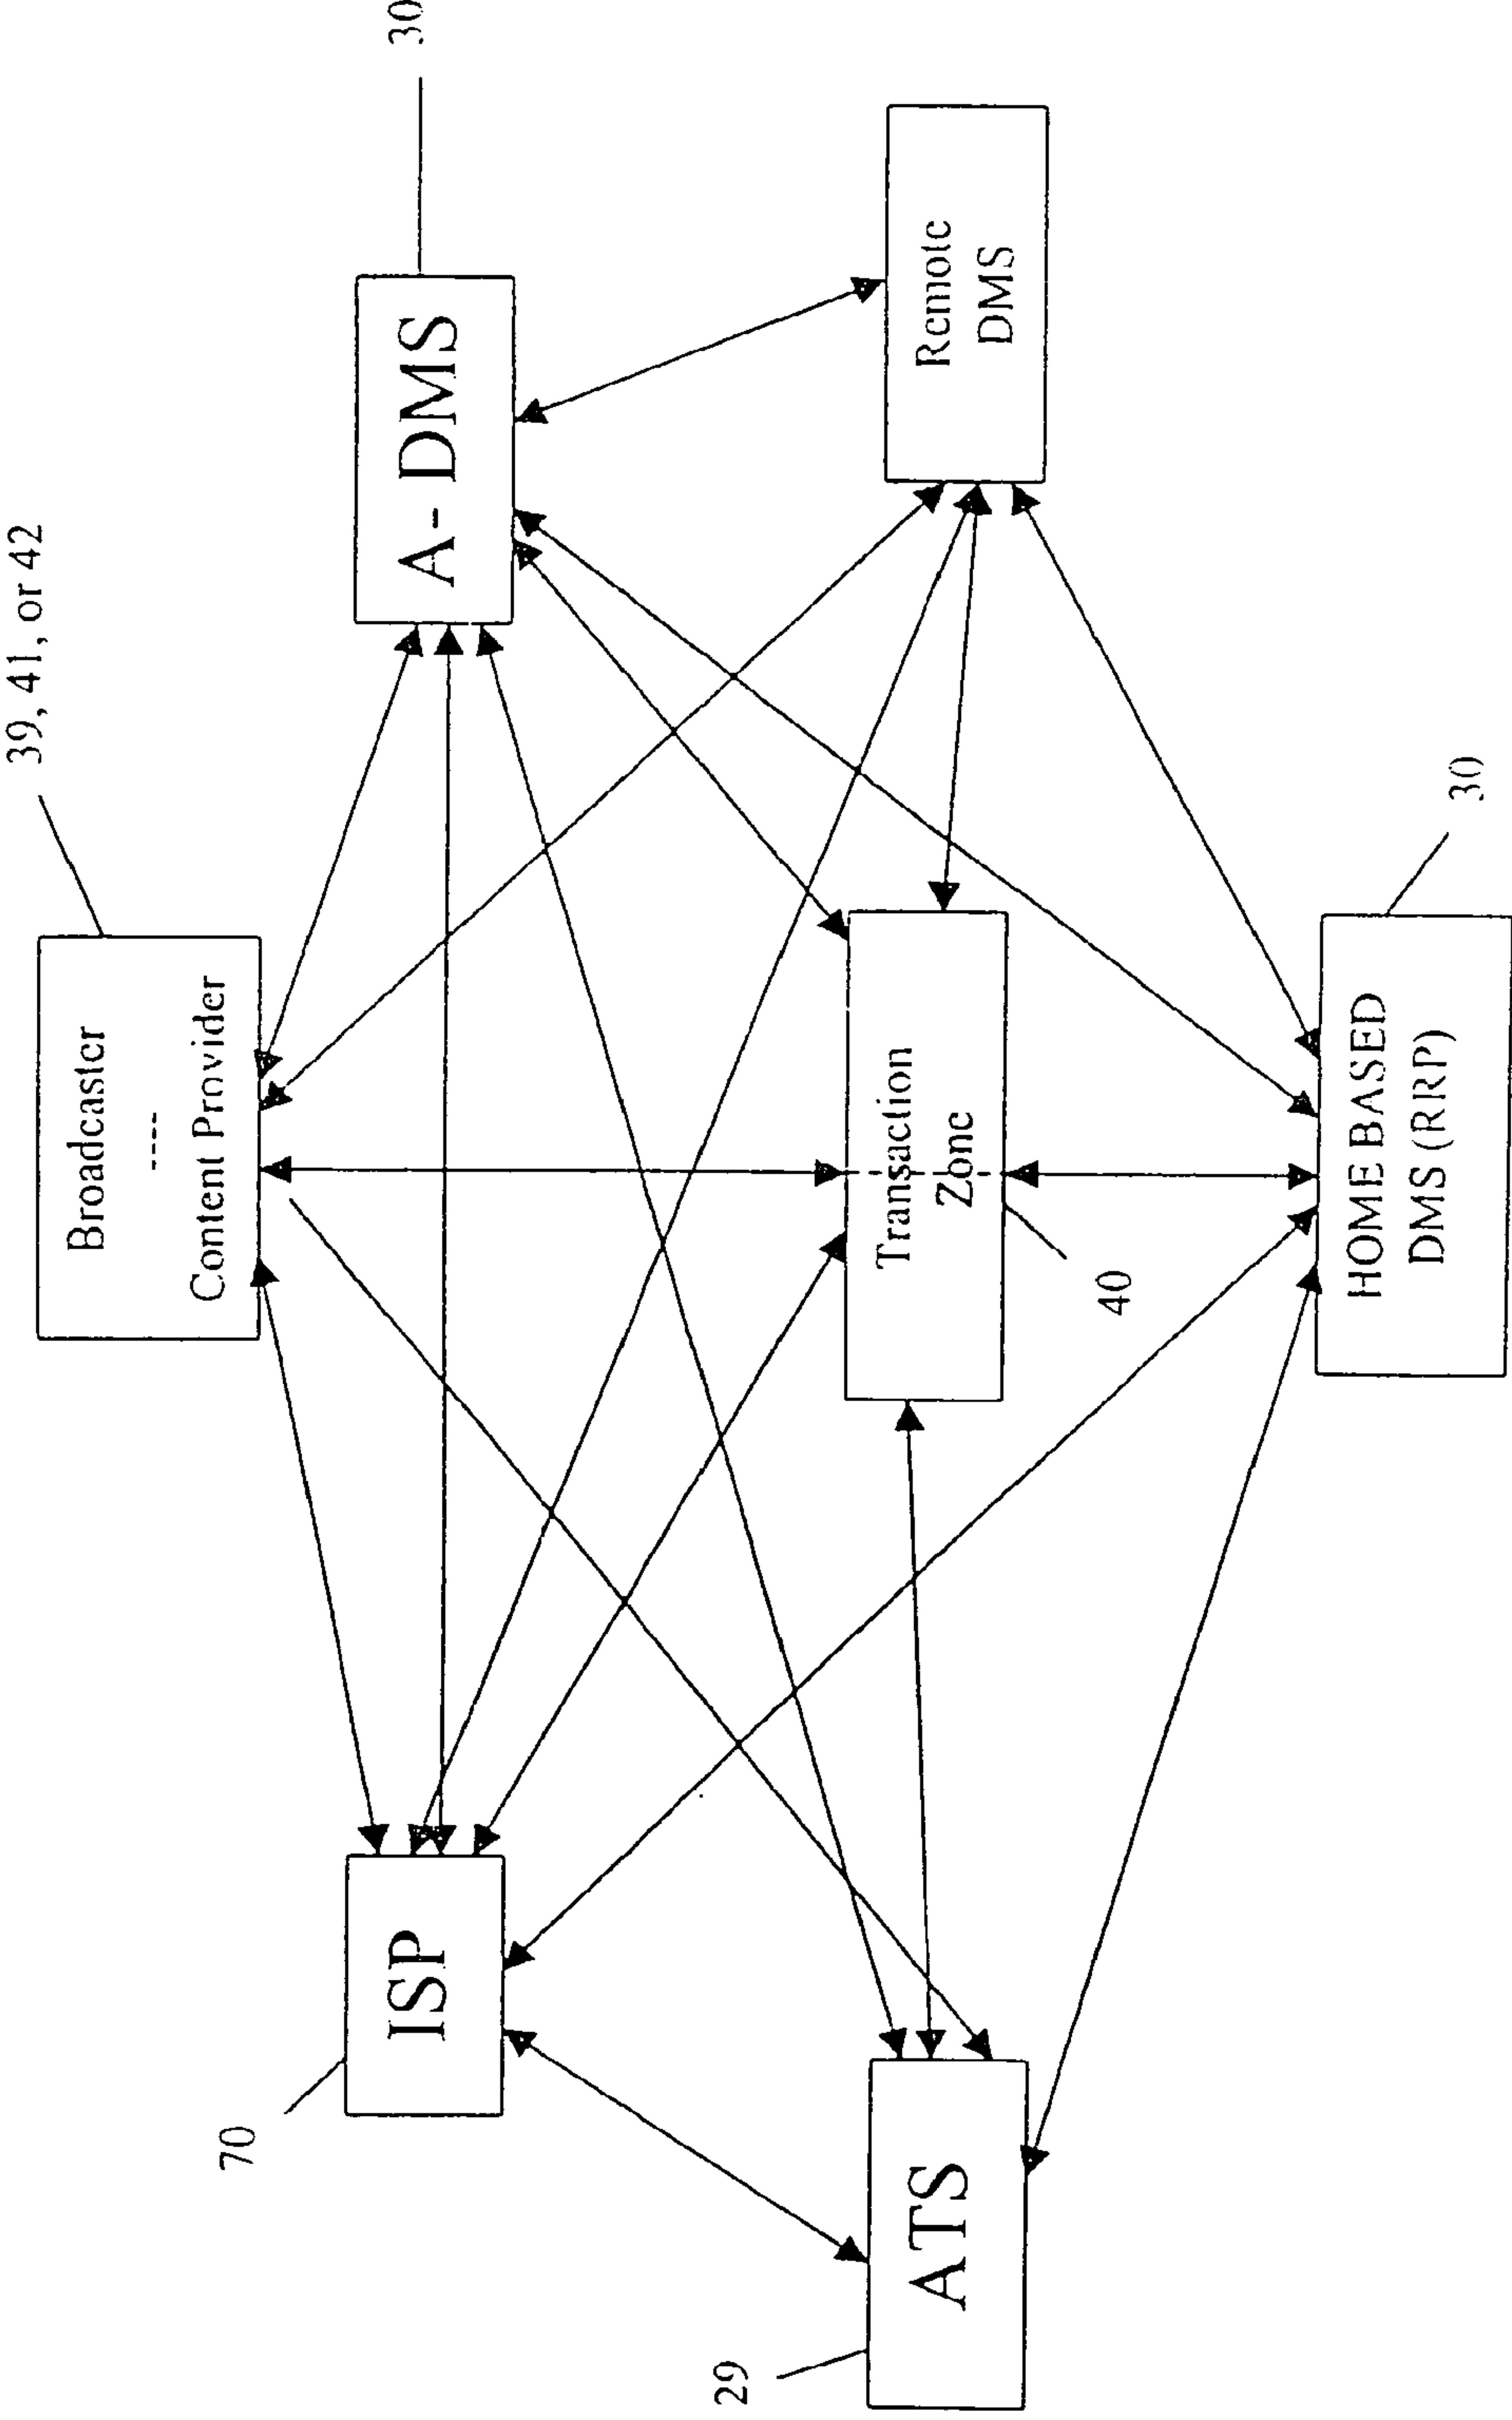 39, 41, or 42
Broadcaster
----
Content Provider
30
A- DMS
70
ISP
Remote
DMS
Transaction
Zone
40
29
ATS
HOME BASED
DMS (RRP)
30